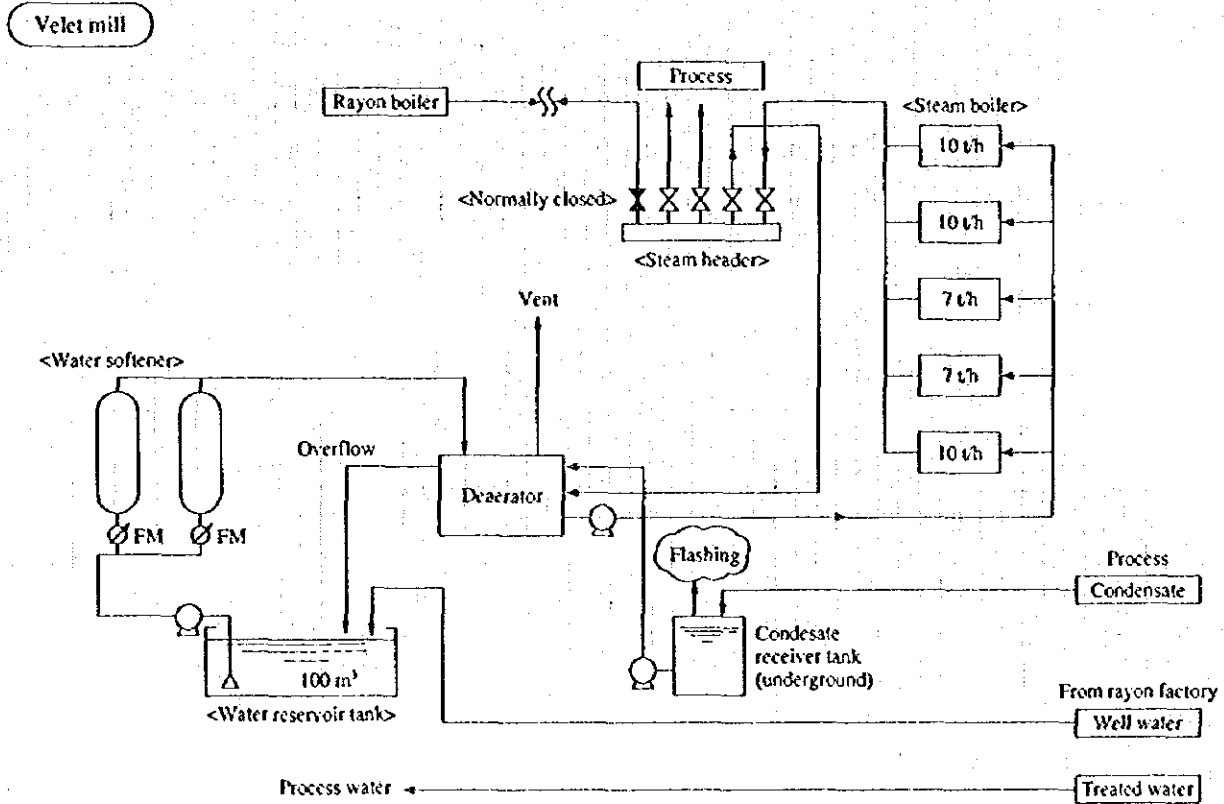 Velet mill
Process
Rayon boiler
<Steam boiler>
10 t/h
<Normally closed>
10 t/h
<Steam header>
7 t/h
Vent
<Water softener>
7 t/h
Overflow
10 t/h
Deaerator
FM
FM
Flashing
Process
Condensate
Condesate
receiver tank
(underground)
100 m³
<Water reservoir tank>
From rayon factory
Well water
Process water
Treated water